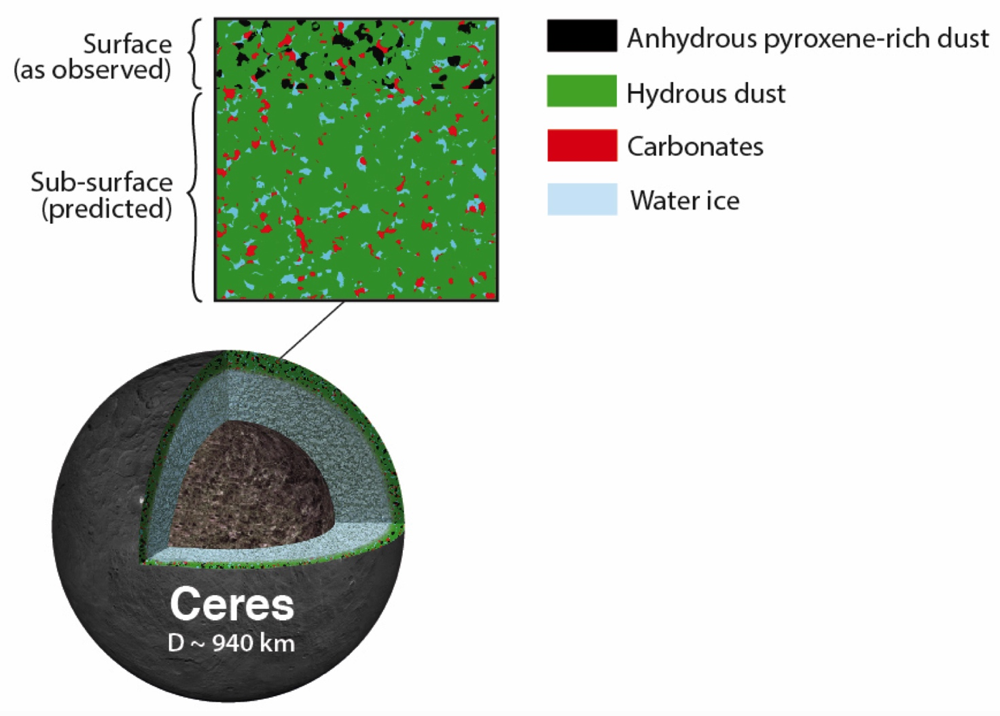 Surface
(as observed)
Sub-surface
(predicted)
Anhydrous pyroxene-rich dust
Hydrous dust
Carbonates
Water ice
Ceres
D ~ 940 km